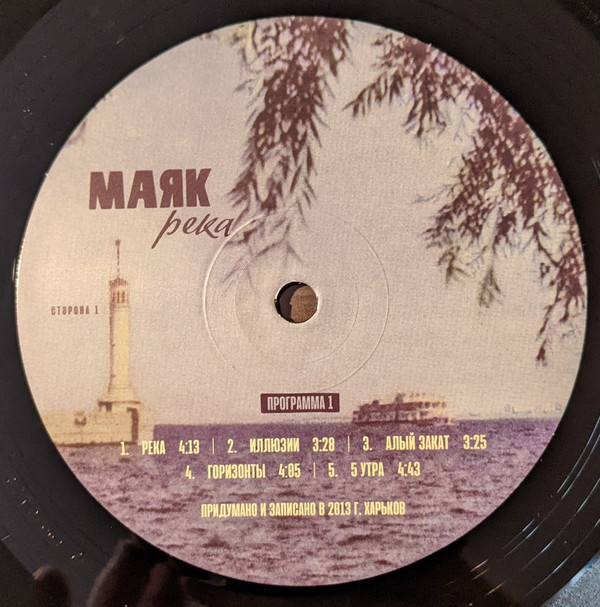 МАЯК
река
СТОРОНА 1
ПРОГРАММА 1
1. РЕКА 4:13 | 2. ИЛЛЮЗИИ 3:28 | 3. АЛЫЙ ЗАКАТ 3:25
4. ГОРИЗОНТЫ 4:05 | 5. 5 УТРА 4:43
ПРИДУМАНО И ЗАПИСАНО В 2013 Г. ХАРЬКОВ